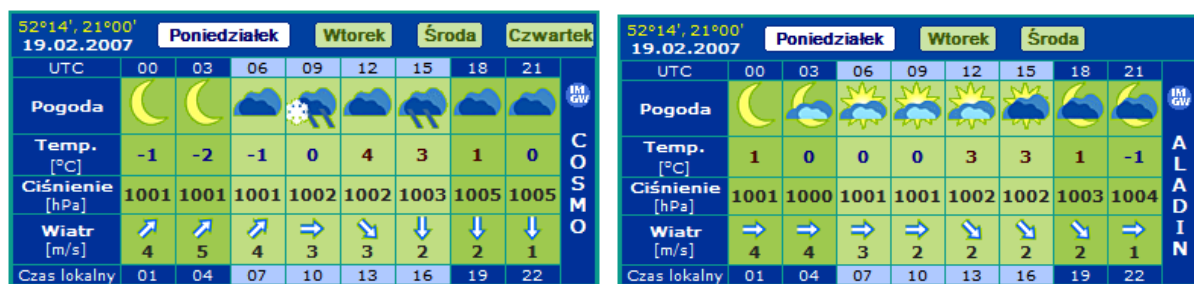 52°14', 21°00'
19.02.2007 Poniedziałek Wtorek Środa Czwartek
UTC 00 03 06 09 12 15 18 21
IM GW
Pogoda
Temp. [°C] -1 -2 -1 0 4 3 1 0
Ciśnienie [hPa] 1001 1001 1001 1002 1002 1003 1005 1005
Wiatr [m/s] 4 5 4 3 3 2 2 1
Czas lokalny 01 04 07 10 13 16 19 22
COSMO
52°14', 21°00'
19.02.2007 Poniedziałek Wtorek Środa
UTC 00 03 06 09 12 15 18 21
IM GW
Pogoda
Temp. [°C] 1 0 0 0 3 3 1 -1
Ciśnienie [hPa] 1001 1000 1001 1001 1002 1002 1003 1004
Wiatr [m/s] 4 4 3 2 2 2 2 1
Czas lokalny 01 04 07 10 13 16 19 22
ALADIN